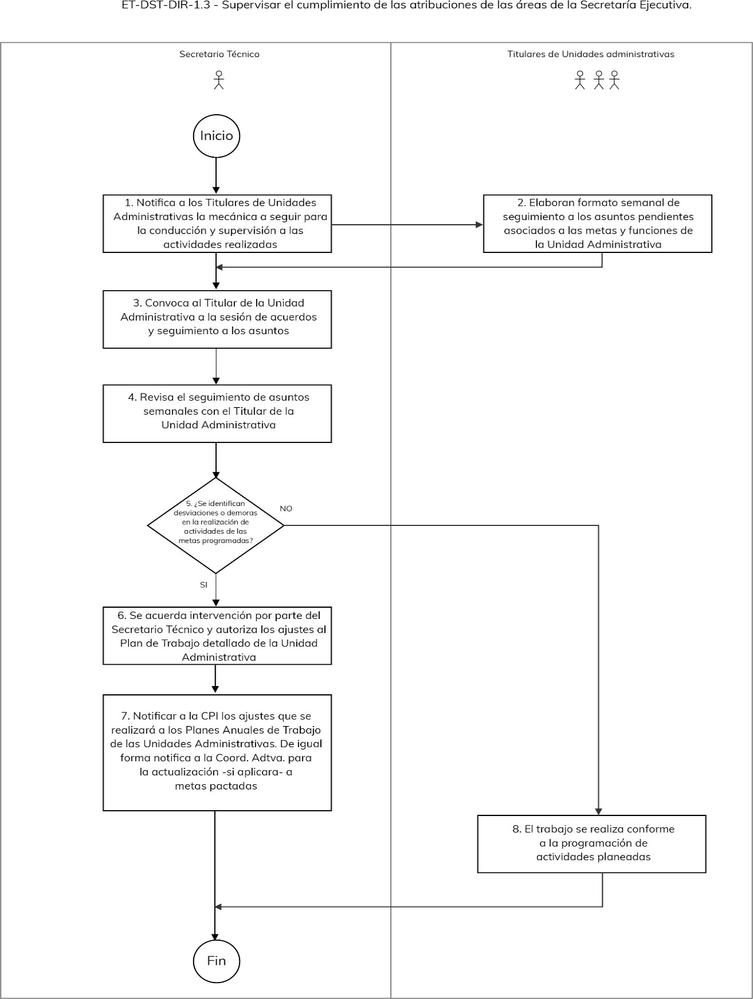 ET-DST-DIR-1.3 - Supervisar el cumplimiento de las atribuciones de las áreas de la Secretaría Ejecutiva.
Secretario Técnico
Titulares de Unidades administrativas
Inicio
1. Notifica a los Titulares de Unidades
Administrativas la mecánica a seguir para
la conducción y supervisión a las
actividades realizadas
2. Elaboran formato semanal de
seguimiento a los asuntos pendientes
asociados a las metas y funciones de
la Unidad Administrativa
3. Convoca al Titular de la Unidad
Administrativa a la sesión de acuerdos
y seguimiento a los asuntos
4. Revisa el seguimiento de asuntos
semanales con el Titular de la
Unidad Administrativa
5. ¿Se identifican
desviaciones o demoras
en la realización de
actividades de las
metas programadas?
NO
SI
6. Se acuerda intervención por parte del
Secretario Técnico y autoriza los ajustes al
Plan de Trabajo detallado de la Unidad
Administrativa
7. Notificar a la CPI los ajustes que se
realizará a los Planes Anuales de Trabajo
de las Unidades Administrativas. De igual
forma notifica a la Coord. Adtva. para
la actualización -si aplicara- a
metas pactadas
8. El trabajo se realiza conforme
a la programación de
actividades planeadas
Fin